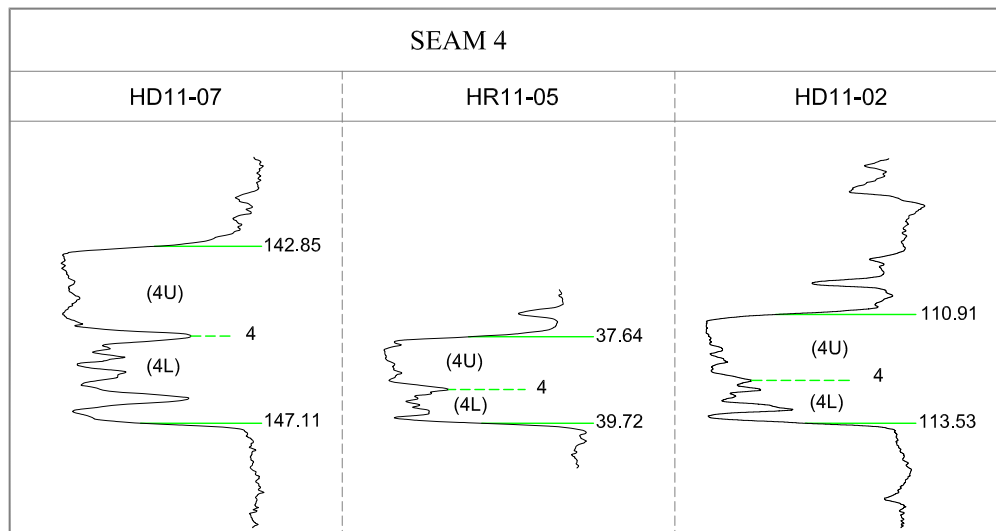 SEAM 4
HD11-07
HR11-05
HD11-02
142.85
(4U)
4
(4L)
147.11
37.64
(4U)
4
(4L)
39.72
110.91
(4U)
4
(4L)
113.53